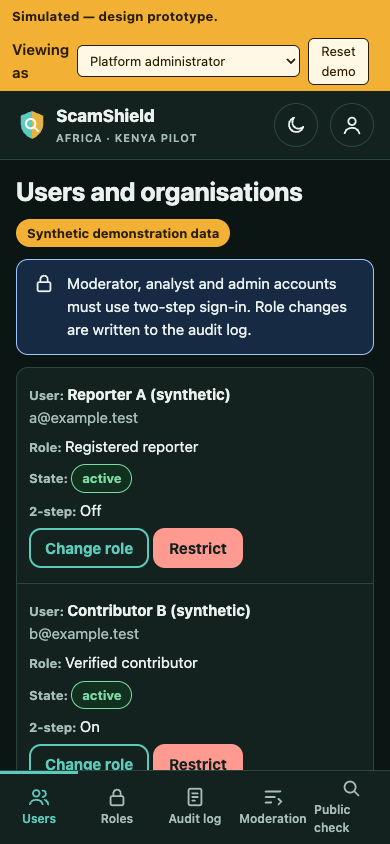 Simulated — design prototype.
Viewing as
Platform administrator
Reset demo
ScamShield
AFRICA · KENYA PILOT
Users and organisations
Synthetic demonstration data
Moderator, analyst and admin accounts
must use two-step sign-in. Role changes
are written to the audit log.
User: Reporter A (synthetic)
a@example.test
Role: Registered reporter
State: active
2-step: Off
Change role Restrict
User: Contributor B (synthetic)
b@example.test
Role: Verified contributor
State: active
2-step: On
Change role Restrict
Users Roles Audit log Moderation Public check